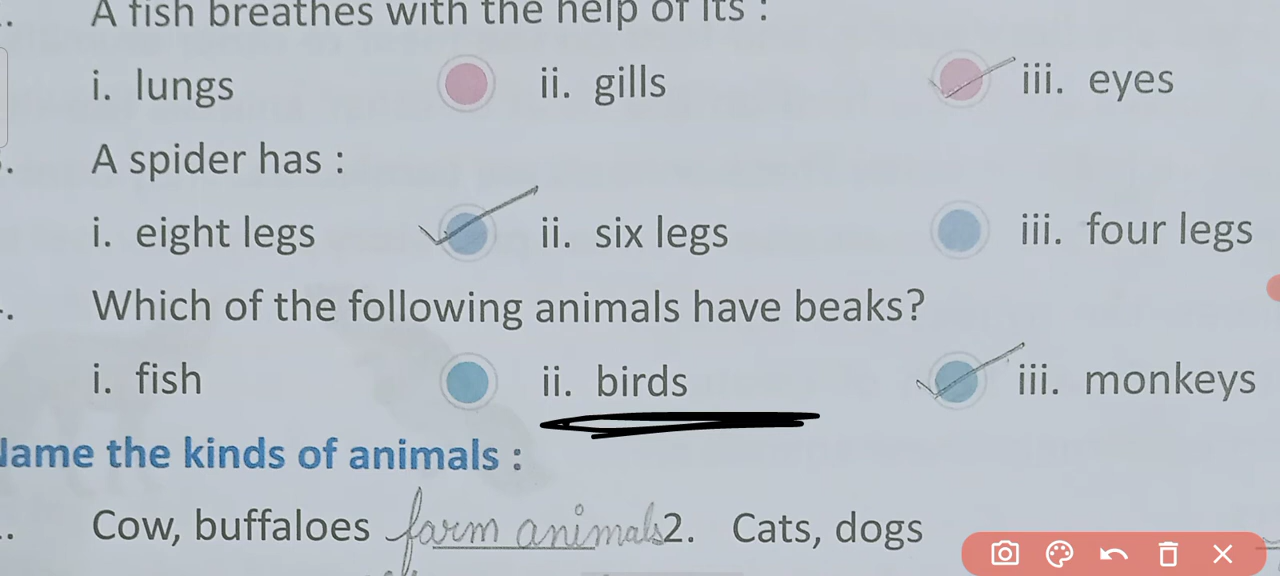 A fish breathes with the help of its :
i. lungs ii. gills iii. eyes
A spider has :
i. eight legs ii. six legs iii. four legs
Which of the following animals have beaks?
i. fish ii. birds iii. monkeys
Name the kinds of animals :
Cow, buffaloes farm animals 2. Cats, dogs